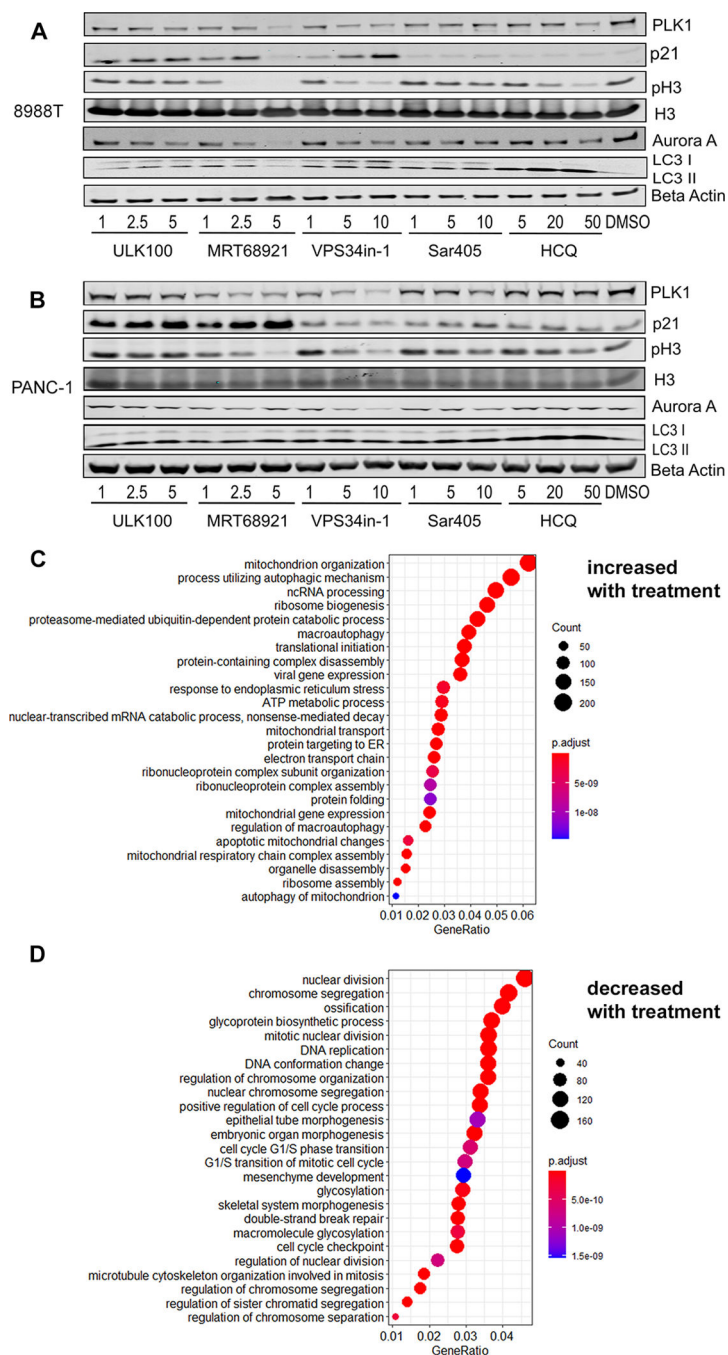 A
PLK1
p21
pH3
8988T
H3
Aurora A
LC3 I
LC3 II
Beta Actin
1 2.5 5 1 2.5 5 1 5 10 1 5 10 5 20 50 DMSO
ULK100 MRT68921 VPS34in-1 Sar405 HCQ
B
PLK1
p21
pH3
PANC-1
H3
Aurora A
LC3 I
LC3 II
Beta Actin
1 2.5 5 1 2.5 5 1 5 10 1 5 10 5 20 50 DMSO
ULK100 MRT68921 VPS34in-1 Sar405 HCQ
C
increased
with treatment
mitochondrion organization
process utilizing autophagic mechanism
ncRNA processing
ribosome biogenesis
proteasome-mediated ubiquitin-dependent protein catabolic process
macroautophagy
translational initiation
protein-containing complex disassembly
viral gene expression
response to endoplasmic reticulum stress
ATP metabolic process
nuclear-transcribed mRNA catabolic process, nonsense-mediated decay
mitochondrial transport
protein targeting to ER
electron transport chain
ribonucleoprotein complex subunit organization
ribonucleoprotein complex assembly
protein folding
mitochondrial gene expression
regulation of macroautophagy
apoptotic mitochondrial changes
mitochondrial respiratory chain complex assembly
organelle disassembly
ribosome assembly
autophagy of mitochondrion
0.01 0.02 0.03 0.04 0.05 0.06
GeneRatio
Count
50
100
150
200
p.adjust
5e-09
1e-08
D
decreased
with treatment
nuclear division
chromosome segregation
ossification
glycoprotein biosynthetic process
mitotic nuclear division
DNA replication
DNA conformation change
regulation of chromosome organization
nuclear chromosome segregation
positive regulation of cell cycle process
epithelial tube morphogenesis
embryonic organ morphogenesis
cell cycle G1/S phase transition
G1/S transition of mitotic cell cycle
mesenchyme development
glycosylation
skeletal system morphogenesis
double-strand break repair
macromolecule glycosylation
cell cycle checkpoint
regulation of nuclear division
microtubule cytoskeleton organization involved in mitosis
regulation of chromosome segregation
regulation of sister chromatid segregation
regulation of chromosome separation
0.01 0.02 0.03 0.04
GeneRatio
Count
40
80
120
160
p.adjust
5.0e-10
1.0e-09
1.5e-09